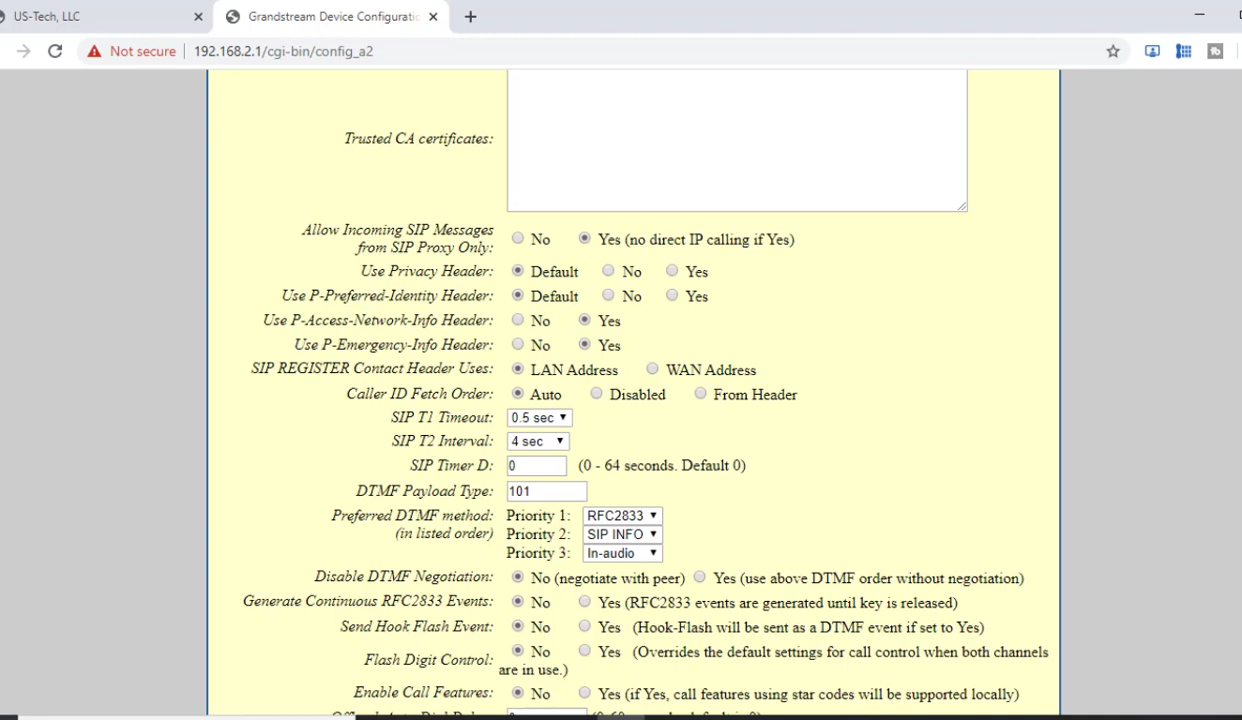 US-Tech, LLC
Grandstream Device Configuratio
Not secure
192.168.2.1/cgi-bin/config_a2
Trusted CA certificates:
Allow Incoming SIP Messages
from SIP Proxy Only:
No Yes (no direct IP calling if Yes)
Use Privacy Header: Default No Yes
Use P-Preferred-Identity Header: Default No Yes
Use P-Access-Network-Info Header: No Yes
Use P-Emergency-Info Header: No Yes
SIP REGISTER Contact Header Uses: LAN Address WAN Address
Caller ID Fetch Order: Auto Disabled From Header
SIP T1 Timeout: 0.5 sec
SIP T2 Interval: 4 sec
SIP Timer D: 0 (0 - 64 seconds. Default 0)
DTMF Payload Type: 101
Preferred DTMF method:
(in listed order)
Priority 1: RFC2833
Priority 2: SIP INFO
Priority 3: In-audio
Disable DTMF Negotiation: No (negotiate with peer) Yes (use above DTMF order without negotiation)
Generate Continuous RFC2833 Events: No Yes (RFC2833 events are generated until key is released)
Send Hook Flash Event: No Yes (Hook-Flash will be sent as a DTMF event if set to Yes)
Flash Digit Control: No Yes (Overrides the default settings for call control when both channels
are in use.)
Enable Call Features: No Yes (if Yes, call features using star codes will be supported locally)